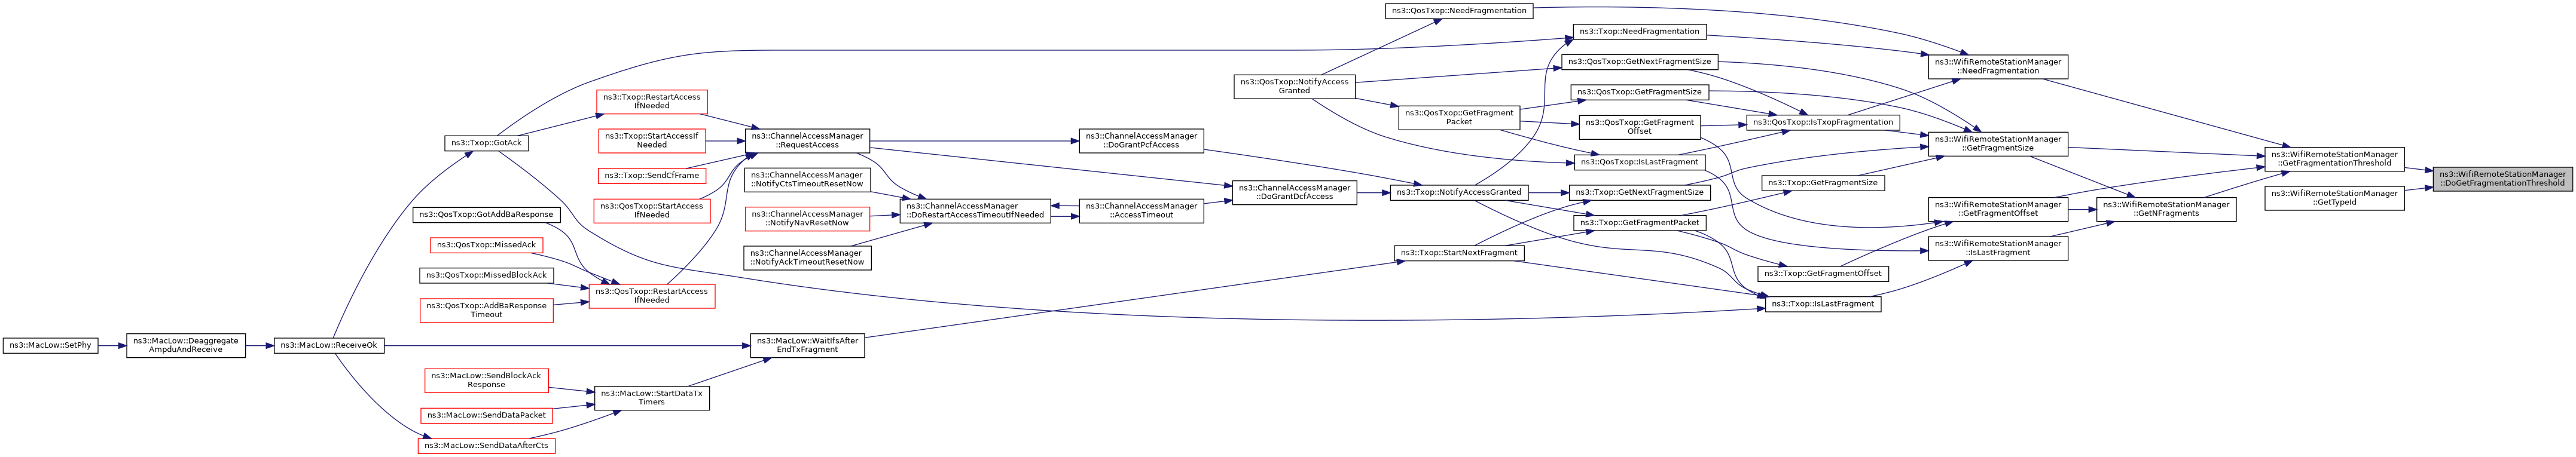 ns3::QosTxop::NeedFragmentation
ns3::Txop::NeedFragmentation
ns3::WifiRemoteStationManager
::NeedFragmentation
ns3::QosTxop::GetNextFragmentSize
ns3::QosTxop::NotifyAccess
Granted
ns3::QosTxop::GetFragmentSize
ns3::Txop::RestartAccess
IfNeeded
ns3::QosTxop::GetFragment
Packet
ns3::QosTxop::GetFragment
Offset
ns3::QosTxop::IsTxopFragmentation
ns3::Txop::StartAccessIf
Needed
ns3::ChannelAccessManager
::RequestAccess
ns3::ChannelAccessManager
::DoGrantPcfAccess
ns3::Txop::GotAck
ns3::WifiRemoteStationManager
::GetFragmentSize
ns3::QosTxop::IsLastFragment
ns3::WifiRemoteStationManager
::GetFragmentationThreshold
ns3::Txop::SendCfFrame
ns3::ChannelAccessManager
::NotifyCtsTimeoutResetNow
ns3::Txop::GetFragmentSize
ns3::WifiRemoteStationManager
::DoGetFragmentationThreshold
ns3::ChannelAccessManager
::DoGrantDcfAccess
ns3::Txop::NotifyAccessGranted
ns3::Txop::GetNextFragmentSize
ns3::WifiRemoteStationManager
::GetTypeId
ns3::QosTxop::StartAccess
IfNeeded
ns3::ChannelAccessManager
::NotifyNavResetNow
ns3::ChannelAccessManager
::DoRestartAccessTimeoutIfNeeded
ns3::ChannelAccessManager
::AccessTimeout
ns3::WifiRemoteStationManager
::GetFragmentOffset
ns3::WifiRemoteStationManager
::GetNFragments
ns3::QosTxop::GotAddBaResponse
ns3::Txop::GetFragmentPacket
ns3::QosTxop::MissedAck
ns3::ChannelAccessManager
::NotifyAckTimeoutResetNow
ns3::Txop::StartNextFragment
ns3::WifiRemoteStationManager
::IsLastFragment
ns3::QosTxop::MissedBlockAck
ns3::Txop::GetFragmentOffset
ns3::QosTxop::RestartAccess
IfNeeded
ns3::QosTxop::AddBaResponse
Timeout
ns3::Txop::IsLastFragment
ns3::MacLow::SetPhy
ns3::MacLow::Deaggregate
AmpduAndReceive
ns3::MacLow::ReceiveOk
ns3::MacLow::WaitIfsAfter
EndTxFragment
ns3::MacLow::SendBlockAck
Response
ns3::MacLow::StartDataTx
Timers
ns3::MacLow::SendDataPacket
ns3::MacLow::SendDataAfterCts